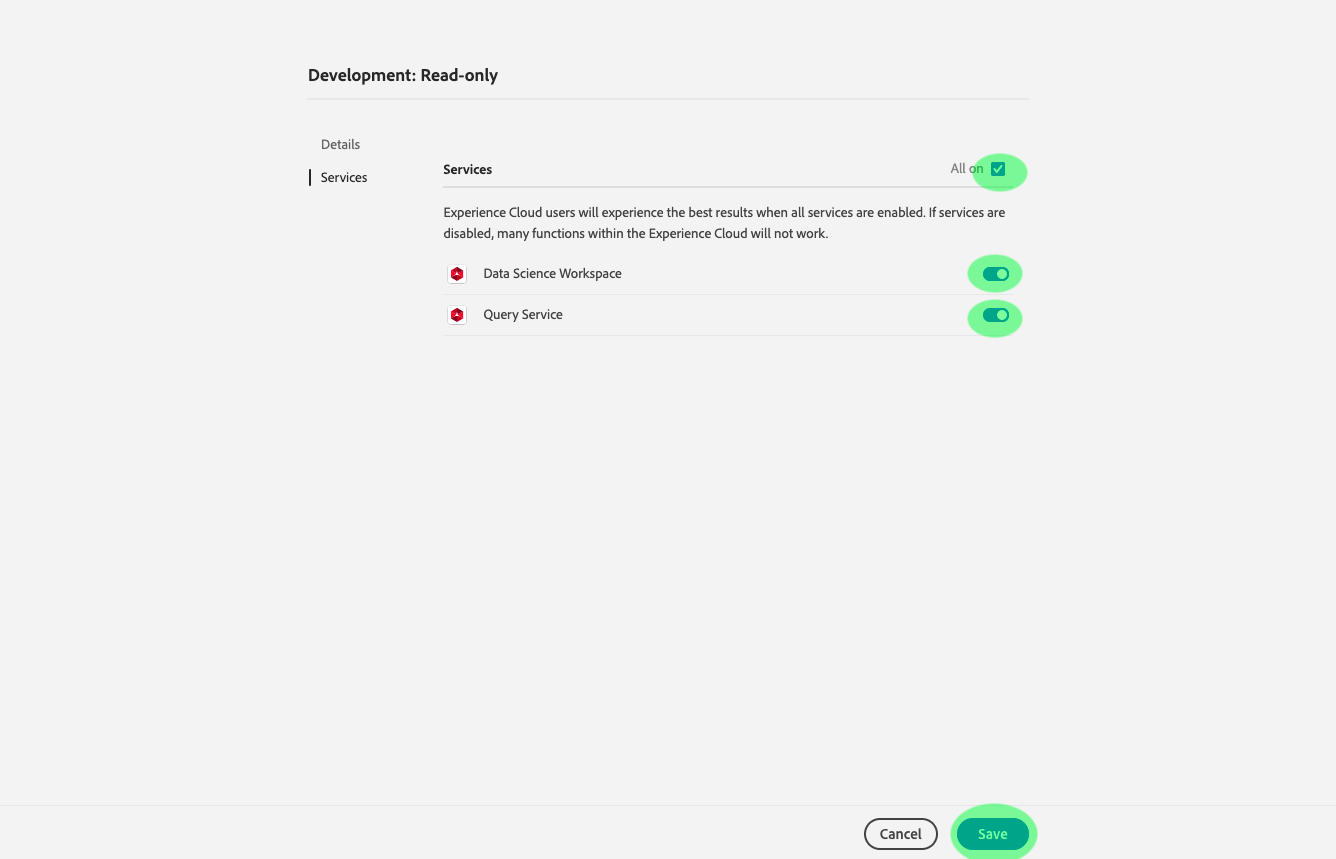 Development: Read-only
Details
Services
Services
All on
Experience Cloud users will experience the best results when all services are enabled. If services are
disabled, many functions within the Experience Cloud will not work.
Data Science Workspace
Query Service
Cancel
Save